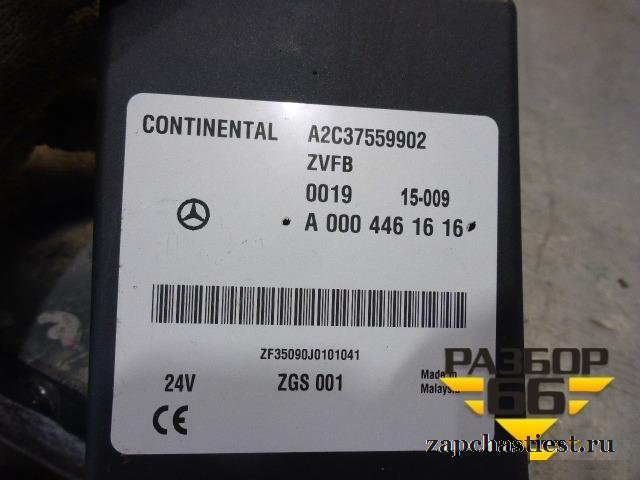 CONTINENTAL A2C37559902
ZVFB
0019 15-009
A 000 446 16 16
ZF35090J0101041
24V ZGS 001 Made in
Malaysia
CE
РАЗБОР
66
zapchastiest.ru